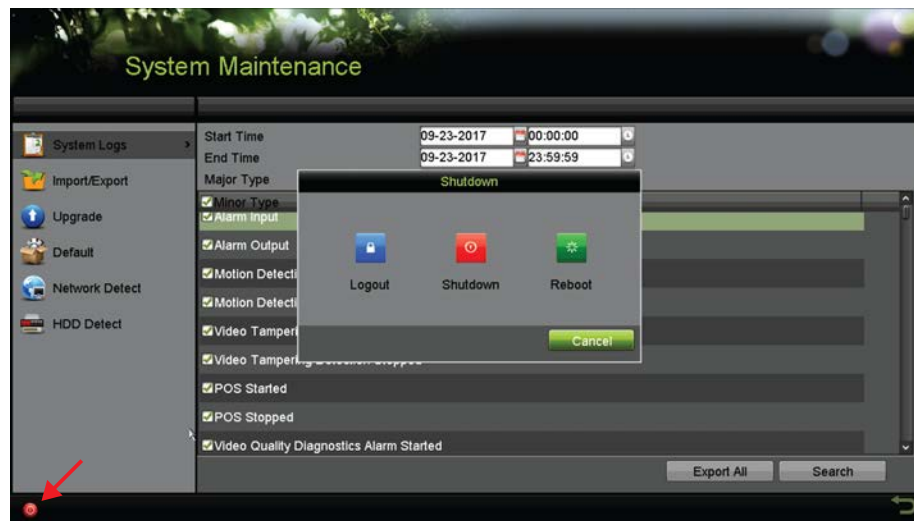 System Maintenance
System Logs
Import/Export
Upgrade
Default
Network Detect
HDD Detect
Start Time 09-23-2017 00:00:00
End Time 09-23-2017 23:59:59
Major Type
Shutdown
Logout Shutdown Reboot
Cancel
Minor Type
Alarm Input
Alarm Output
Motion Detecti
Motion Detecti
Video Tamperi
Video Tampering Detection Stopped
POS Started
POS Stopped
Video Quality Diagnostics Alarm Started
Export All Search